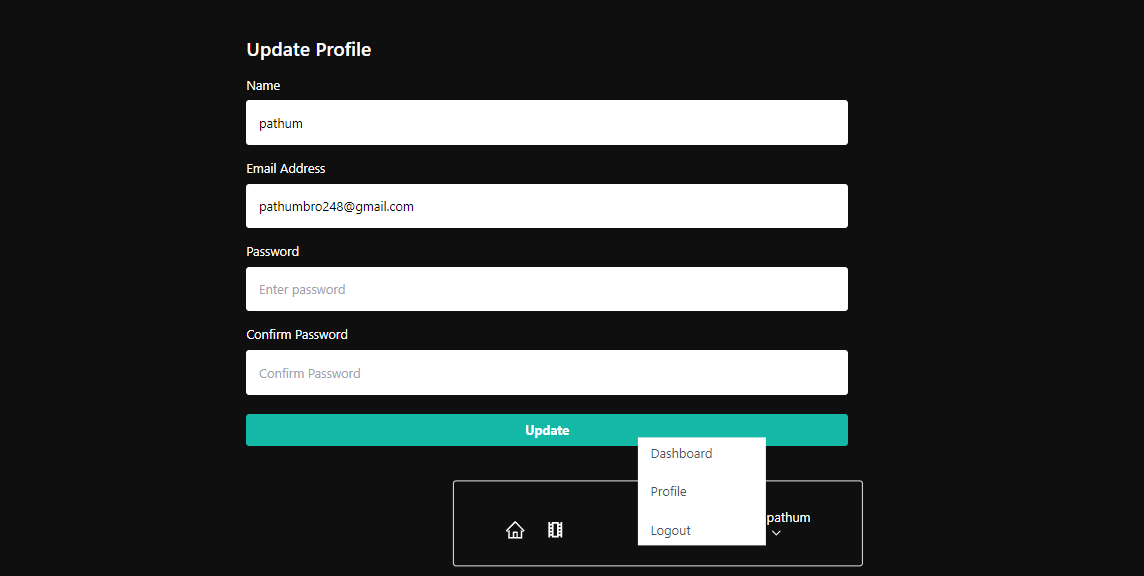 Update Profile
Name
pathum
Email Address
pathumbro248@gmail.com
Password
Enter password
Confirm Password
Confirm Password
Update
Dashboard
Profile
Logout
pathum